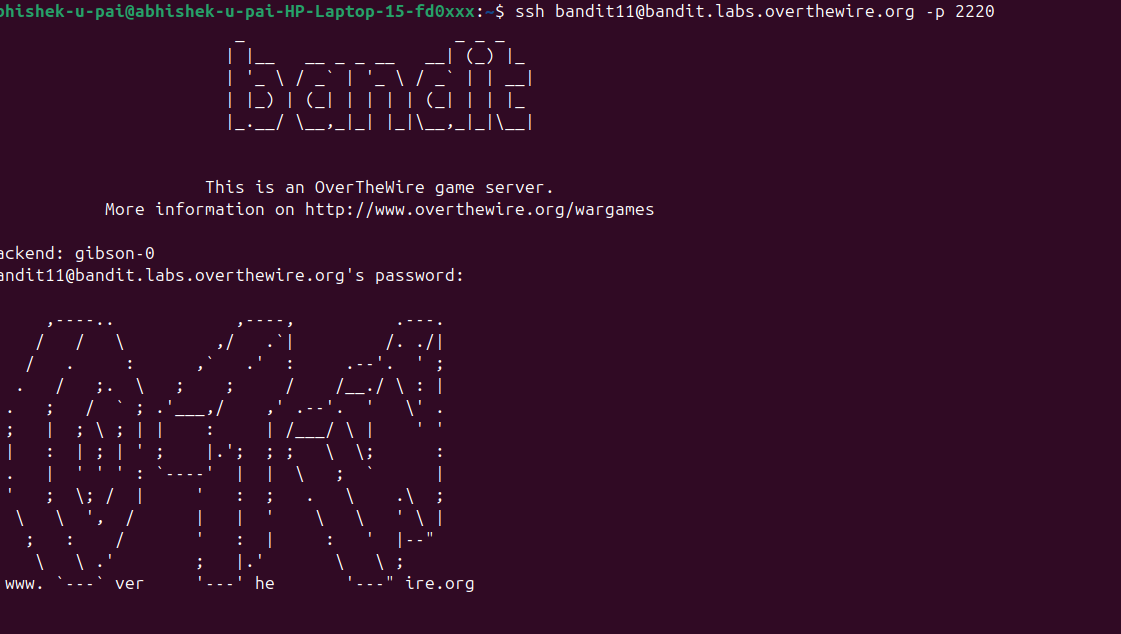 bhishek-u-pai@abhishek-u-pai-HP-Laptop-15-fd0xxx:~$ ssh bandit11@bandit.labs.overthewire.org -p 2220
bandit
This is an OverTheWire game server.
More information on http://www.overthewire.org/wargames
ackend: gibson-0
andit11@bandit.labs.overthewire.org's password:
www. `---` ver '---' he '---" ire.org